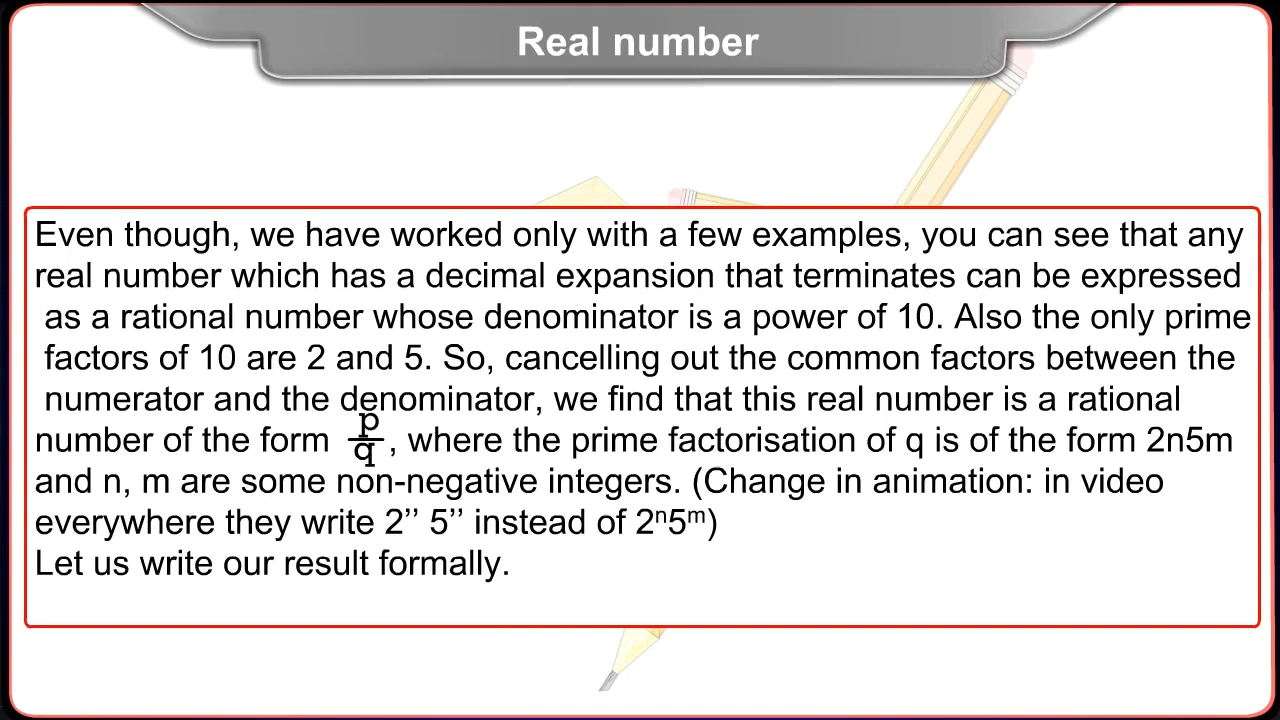 Real number
Even though, we have worked only with a few examples, you can see that any
real number which has a decimal expansion that terminates can be expressed
as a rational number whose denominator is a power of 10. Also the only prime
factors of 10 are 2 and 5. So, cancelling out the common factors between the
numerator and the denominator, we find that this real number is a rational
number of the form p/q, where the prime factorisation of q is of the form 2n5m
and n, m are some non-negative integers. (Change in animation: in video
everywhere they write 2’’ 5’’ instead of 2ⁿ5ᵐ)
Let us write our result formally.